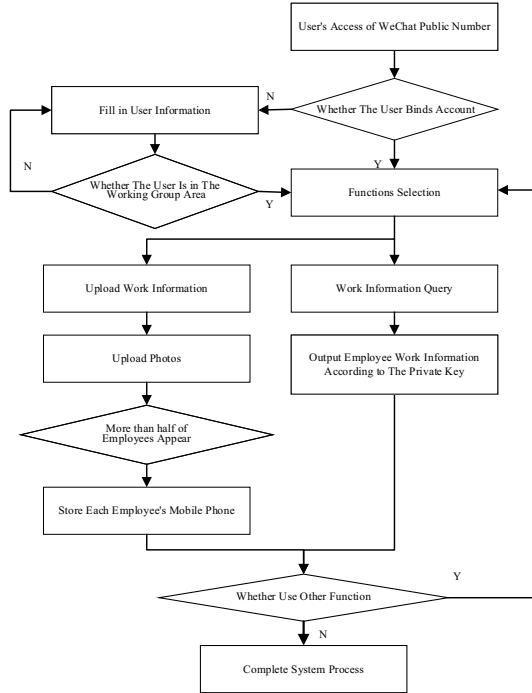 User's Access of WeChat Public Number
N
Fill in User Information
Whether The User Binds Account
N
Y
Whether The User Is in The
Working Group Area
Y
Functions Selection
Upload Work Information
Work Information Query
Upload Photos
Output Employee Work Information
According to The Private Key
More than half of
Employees Appear
Store Each Employee's Mobile Phone
Y
Whether Use Other Function
N
Complete System Process